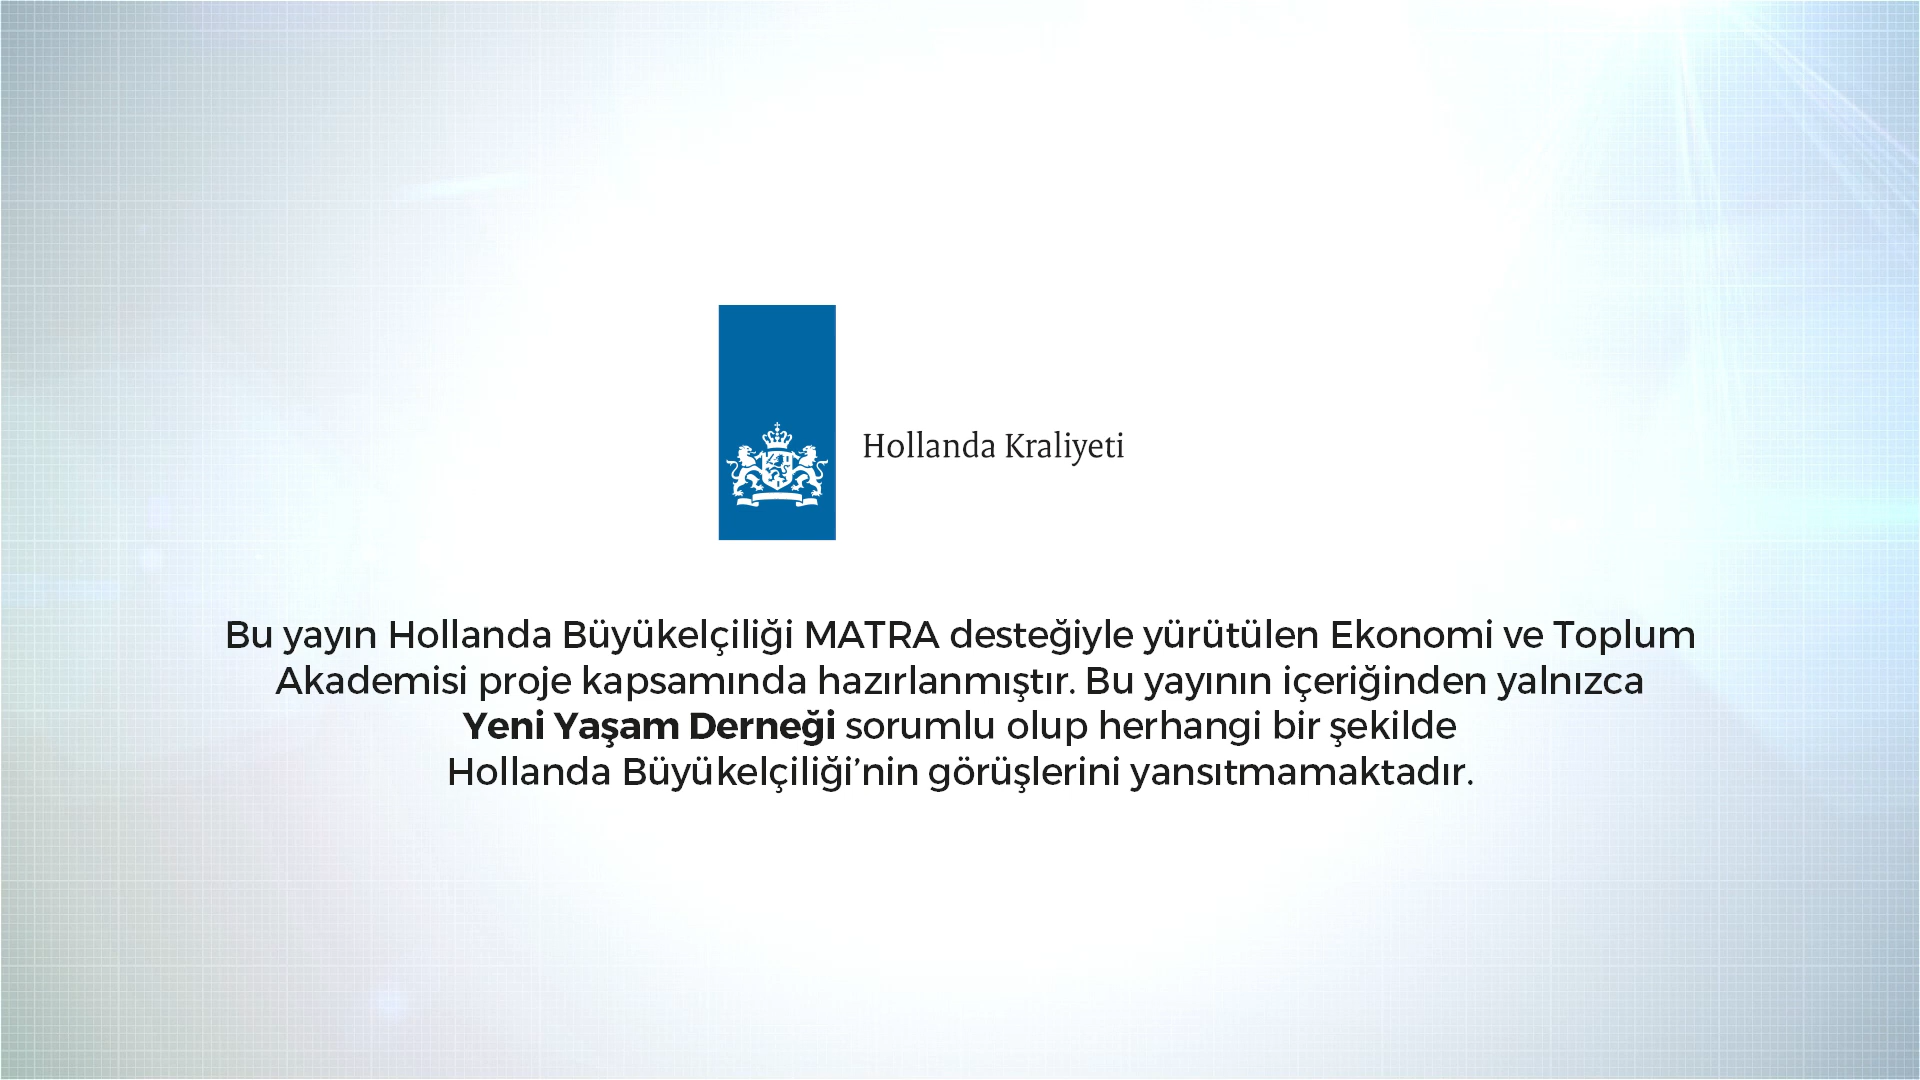 Hollanda Kraliyeti
Bu yayın Hollanda Büyükelçiliği MATRA desteğiyle yürütülen Ekonomi ve Toplum
Akademisi proje kapsamında hazırlanmıştır. Bu yayının içeriğinden yalnızca
Yeni Yaşam Derneği sorumlu olup herhangi bir şekilde
Hollanda Büyükelçiliği’nin görüşlerini yansıtmamaktadır.